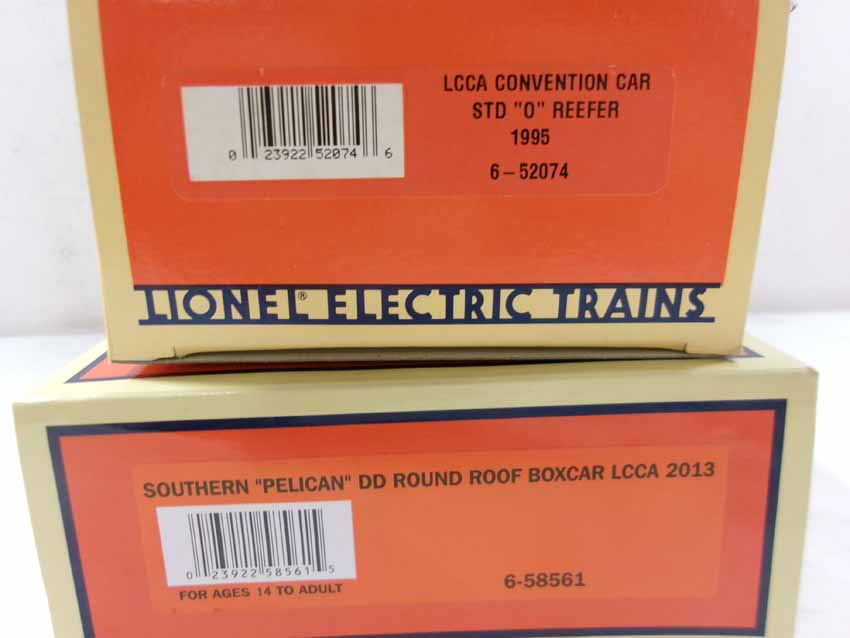 LCCA CONVENTION CAR
STD "O" REEFER
1995
6-52074
0 23922 52074 6
LIONEL® ELECTRIC TRAINS
SOUTHERN "PELICAN" DD ROUND ROOF BOXCAR LCCA 2013
0 23922 58561 5
FOR AGES 14 TO ADULT
6-58561